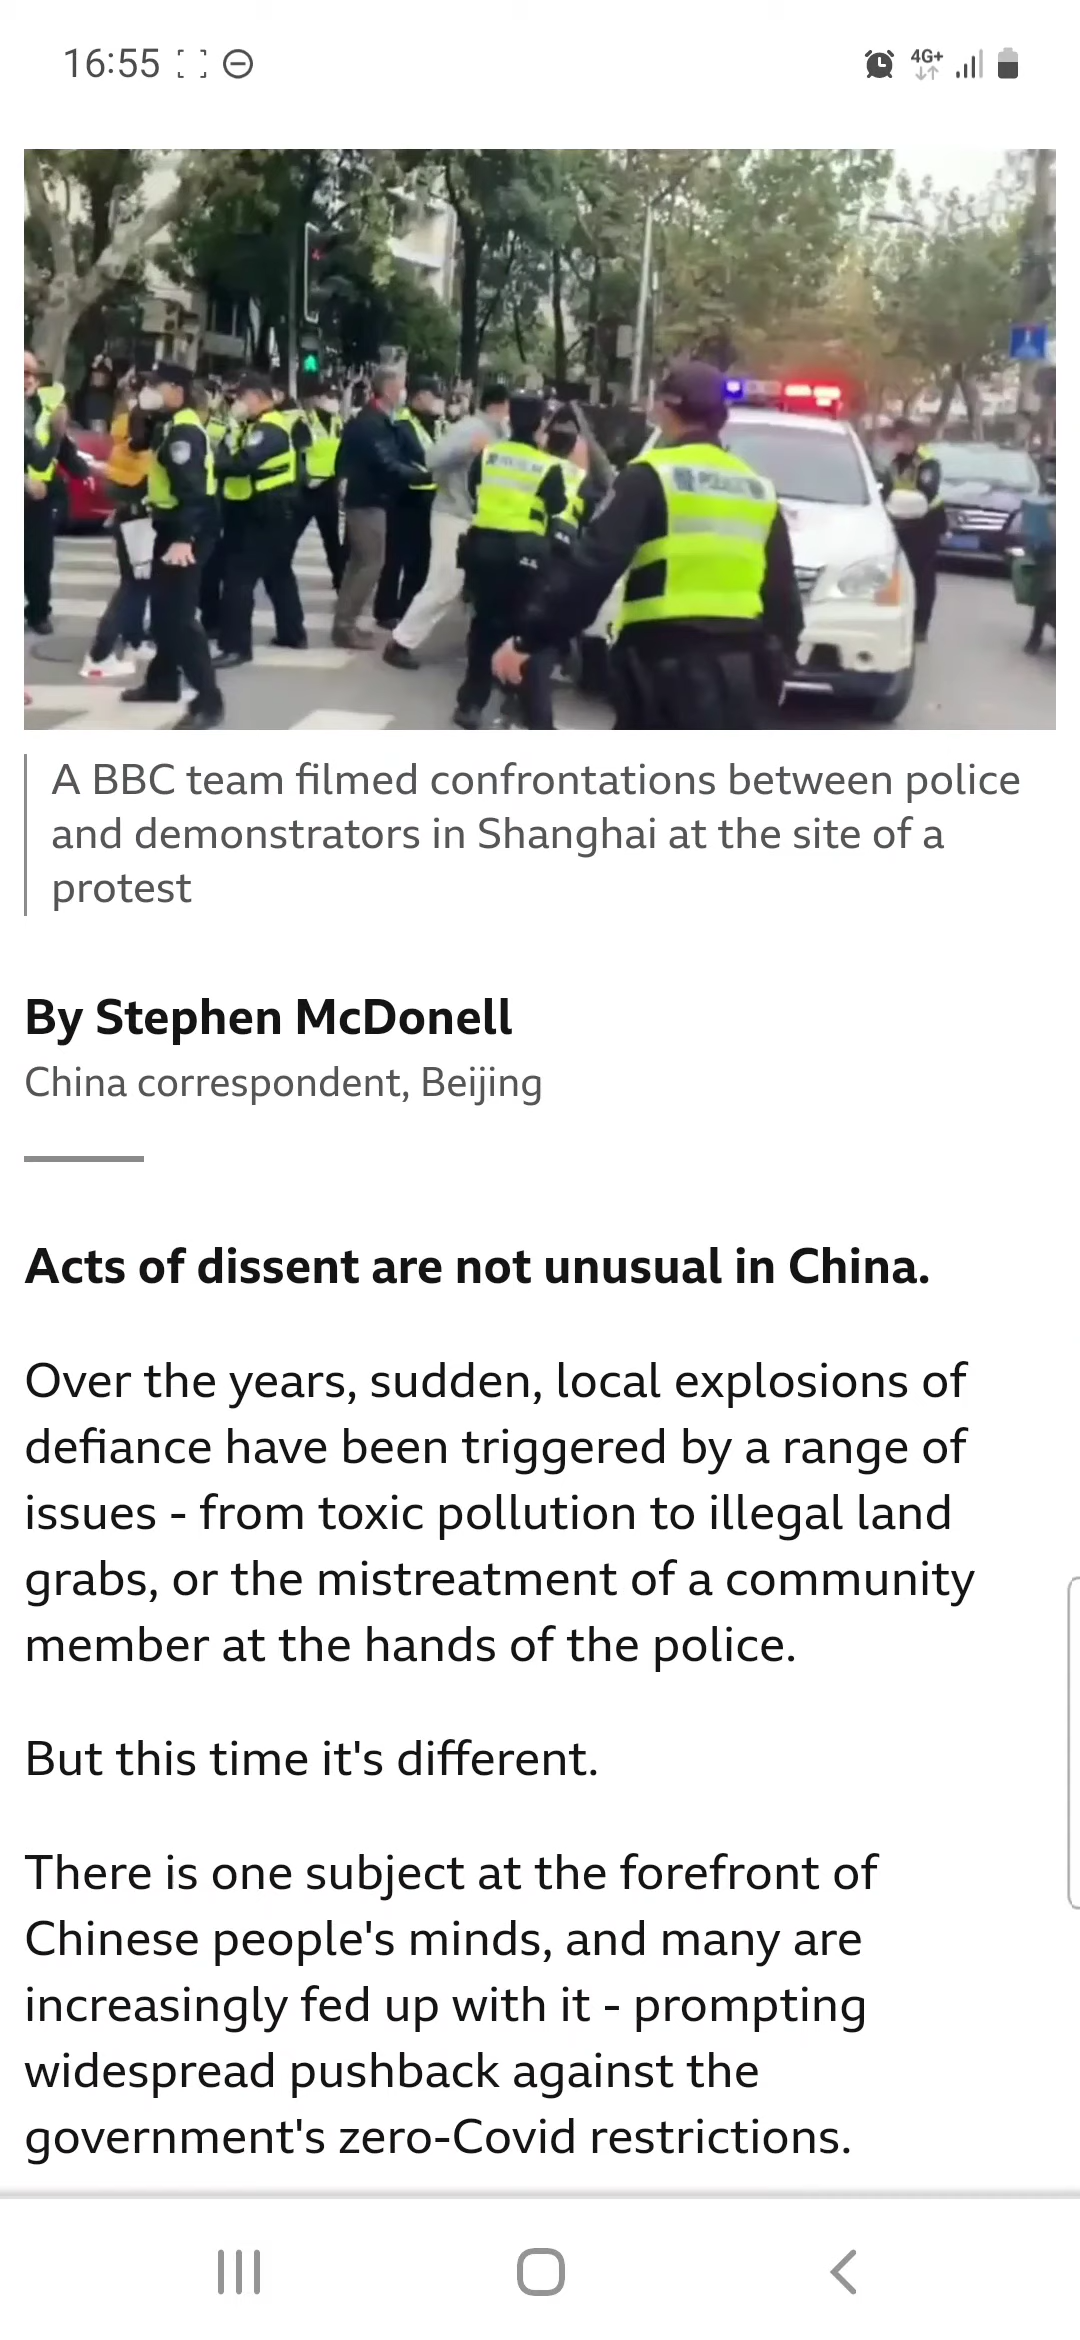 16:55
4G+
POLICE
A BBC team filmed confrontations between police
and demonstrators in Shanghai at the site of a
protest
By Stephen McDonell
China correspondent, Beijing
Acts of dissent are not unusual in China.
Over the years, sudden, local explosions of
defiance have been triggered by a range of
issues - from toxic pollution to illegal land
grabs, or the mistreatment of a community
member at the hands of the police.
But this time it's different.
There is one subject at the forefront of
Chinese people's minds, and many are
increasingly fed up with it - prompting
widespread pushback against the
government's zero-Covid restrictions.